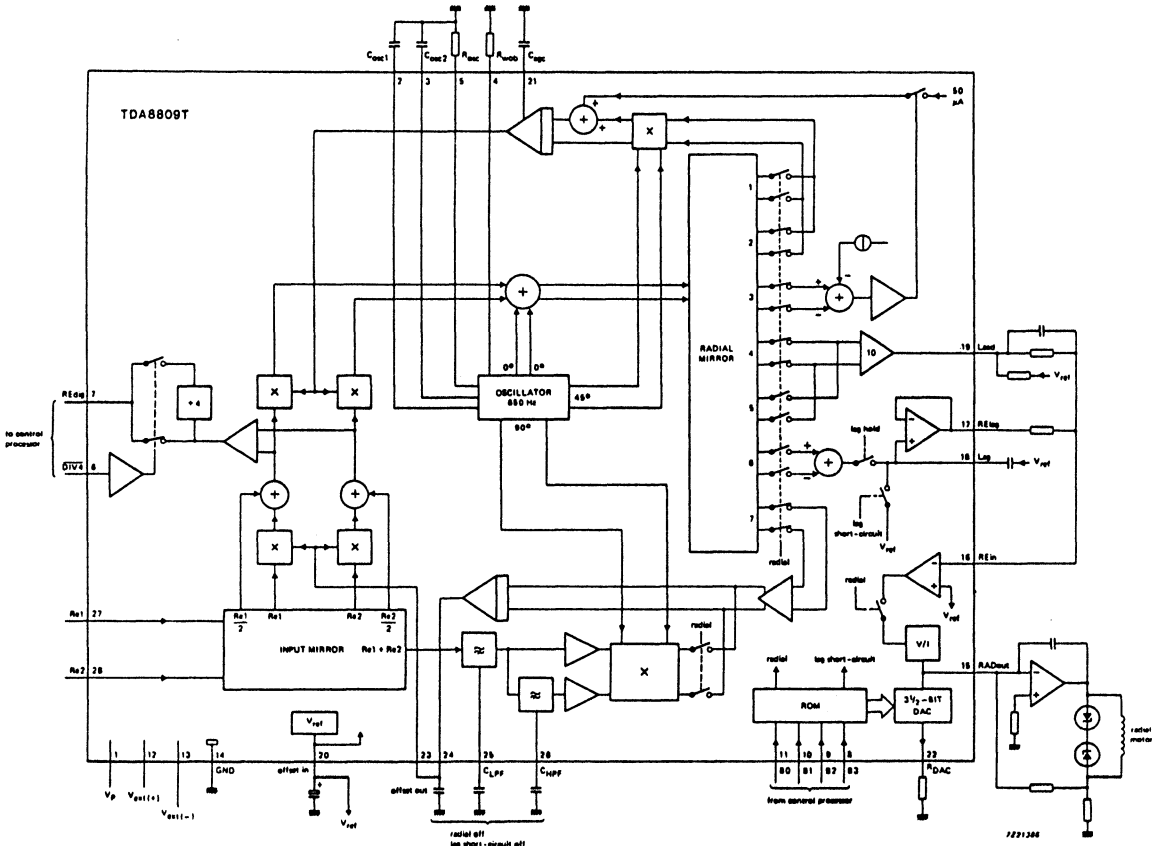 Cosc1
Cosc2
Rosc
Rwob
Cagc
2
3
5
4
21
TDA8809T
50
µA
+
+
+
X
1
2
3
4
5
6
7
RADIAL
MIRROR
+
−
+
−
10
19
Lead
Vref
+
0°
0°
OSCILLATOR
650 Hz
45°
90°
X
X
÷4
REdig
7
to control
processor
DIV4
6
+
+
X
X
lag hold
+
−
17
RElag
18
Lag
Vref
+
+
−
lag
short-circuit
Vref
radial
16
REin
−
+
Vref
radial
V/I
Re1
27
Re2
28
Re1
2
Re1
Re2
Re2
2
INPUT MIRROR
Re1 + Re2
≈
≈
X
radial
radial
lag short-circuit
ROM
3½-BIT
DAC
15
RADout
−
+
radial
motor
Vref
1
12
13
14
20
23
24
25
26
11
10
9
8
22
VP
Vext(+)
Vext(−)
GND
offset in
+
Vref
offset out
CLPF
CHPF
B0
B1
B2
B3
RDAC
from control processor
radial off
lag short-circuit off
7Z21386